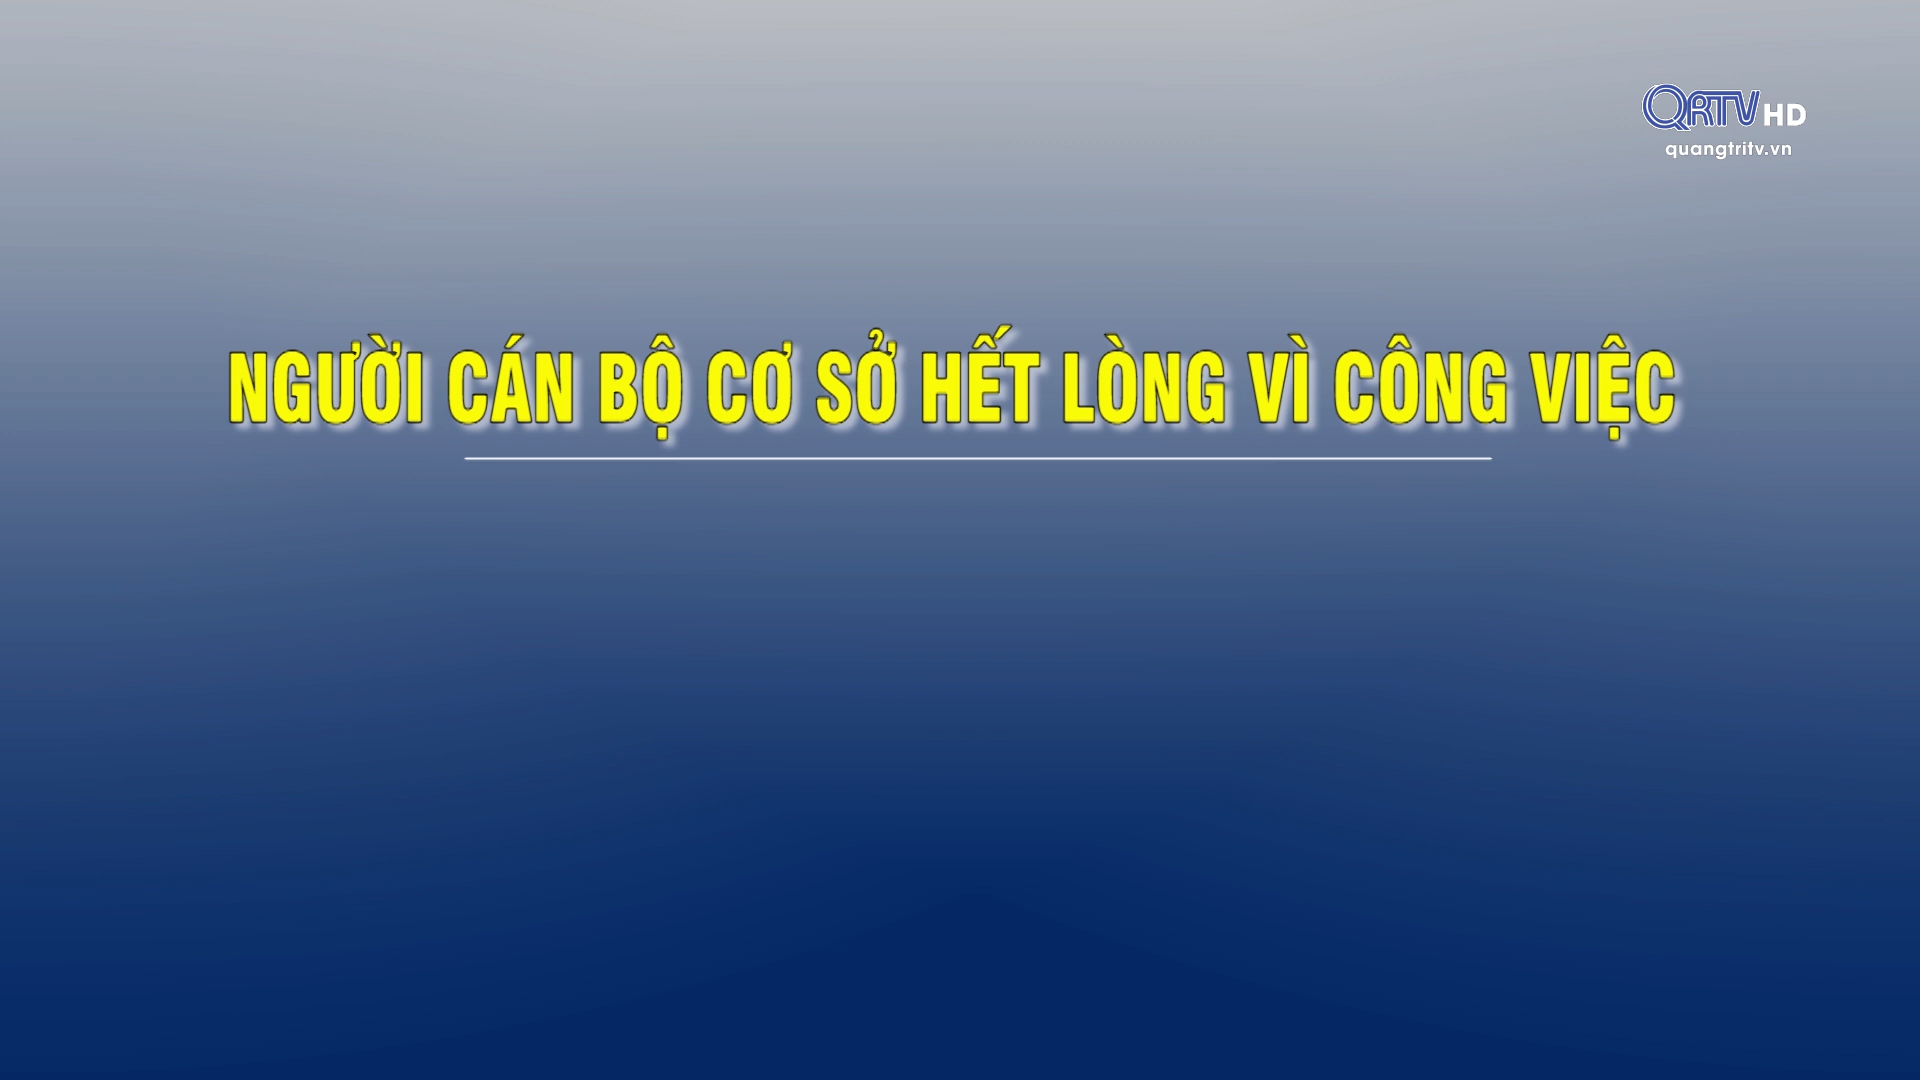 QRTV HD
quangtritv.vn
NGƯỜI CÁN BỘ CƠ SỞ HẾT LÒNG VÌ CÔNG VIỆC